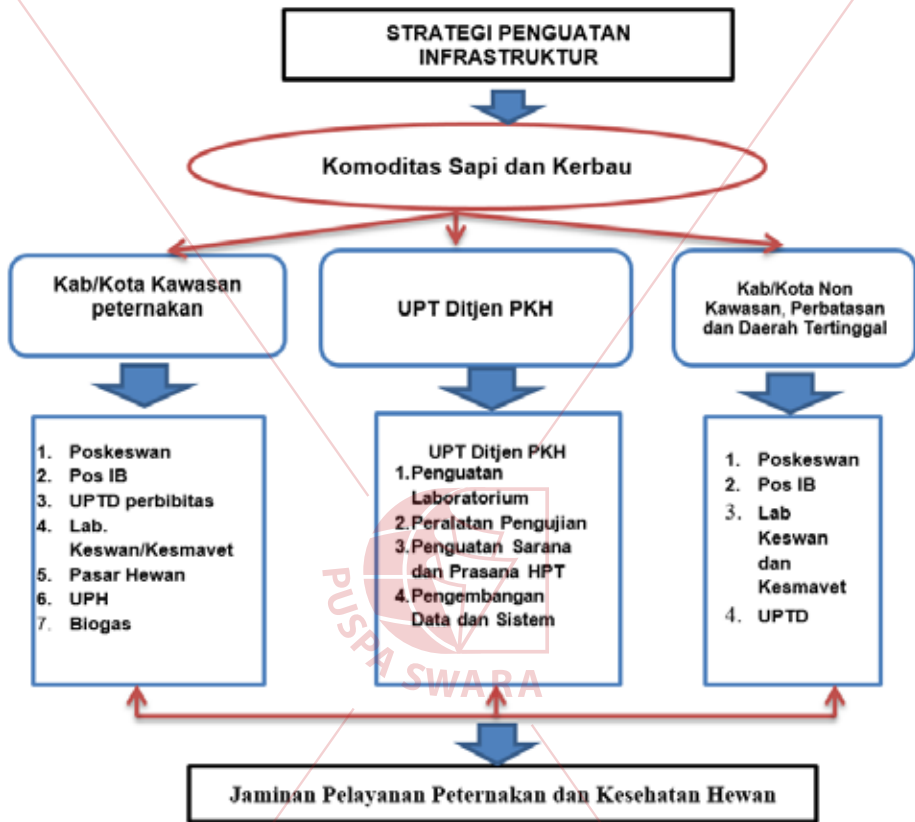 STRATEGI PENGUATAN
INFRASTRUKTUR
Komoditas Sapi dan Kerbau
Kab/Kota Kawasan
peternakan
UPT Ditjen PKH
Kab/Kota Non
Kawasan, Perbatasan
dan Daerah Tertinggal
1. Poskeswan
2. Pos IB
3. UPTD perbibitas
4. Lab.
Keswan/Kesmavet
5. Pasar Hewan
6. UPH
7. Biogas
UPT Ditjen PKH
1.Penguatan
Laboratorium
2.Peralatan Pengujian
3.Penguatan Sarana
dan Prasana HPT
4.Pengembangan
Data dan Sistem
1. Poskeswan
2. Pos IB
3. Lab
Keswan
dan
Kesmavet
4. UPTD
PUSPA SWARA
Jaminan Pelayanan Peternakan dan Kesehatan Hewan